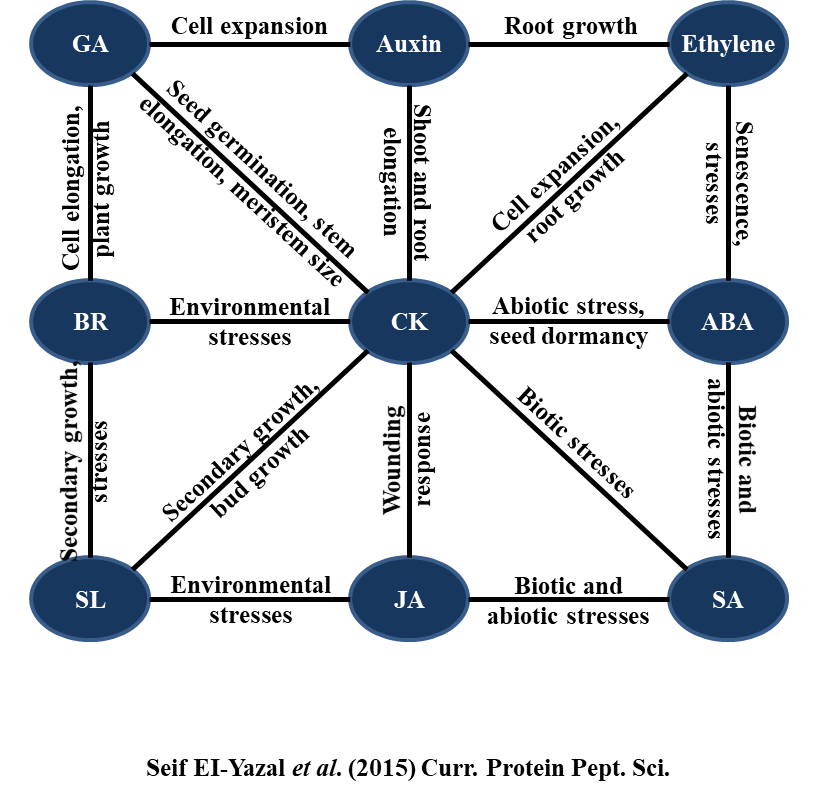 GA
Cell expansion
Auxin
Root growth
Ethylene
Cell elongation,
plant growth
Seed germination, stem
elongation, meristem size
Shoot and root
elongation
Cell expansion,
root growth
Senescence,
stresses
BR
Environmental
stresses
CK
Abiotic stress,
seed dormancy
ABA
Secondary growth,
stresses
Secondary growth,
bud growth
Wounding
response
Biotic stresses
Biotic and
abiotic stresses
SL
Environmental
stresses
JA
Biotic and
abiotic stresses
SA
Seif EI-Yazal et al. (2015) Curr. Protein Pept. Sci.